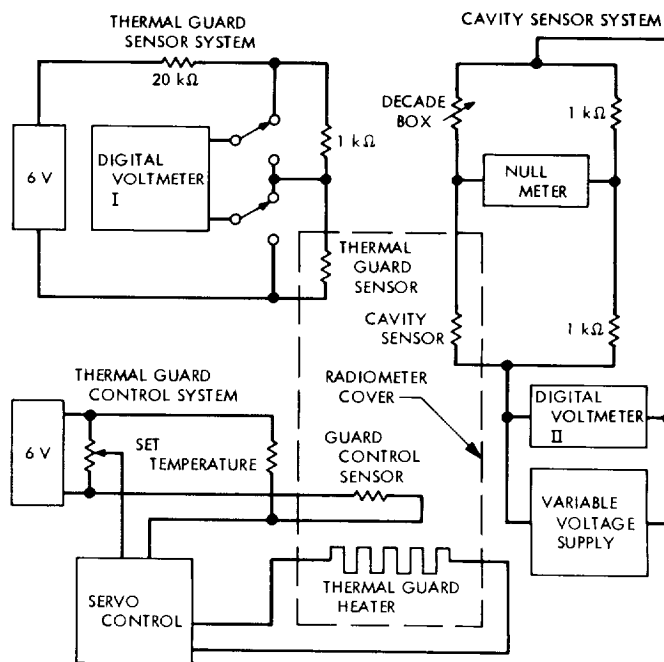 THERMAL GUARD
SENSOR SYSTEM
20 kΩ
6 V
DIGITAL
VOLTMETER
I
1 kΩ
THERMAL
GUARD
SENSOR
CAVITY SENSOR SYSTEM
DECADE
BOX
1 kΩ
NULL
METER
CAVITY
SENSOR
1 kΩ
RADIOMETER
COVER
DIGITAL
VOLTMETER
II
VARIABLE
VOLTAGE
SUPPLY
THERMAL GUARD
CONTROL SYSTEM
6 V
SET
TEMPERATURE
GUARD
CONTROL
SENSOR
SERVO
CONTROL
THERMAL GUARD
HEATER